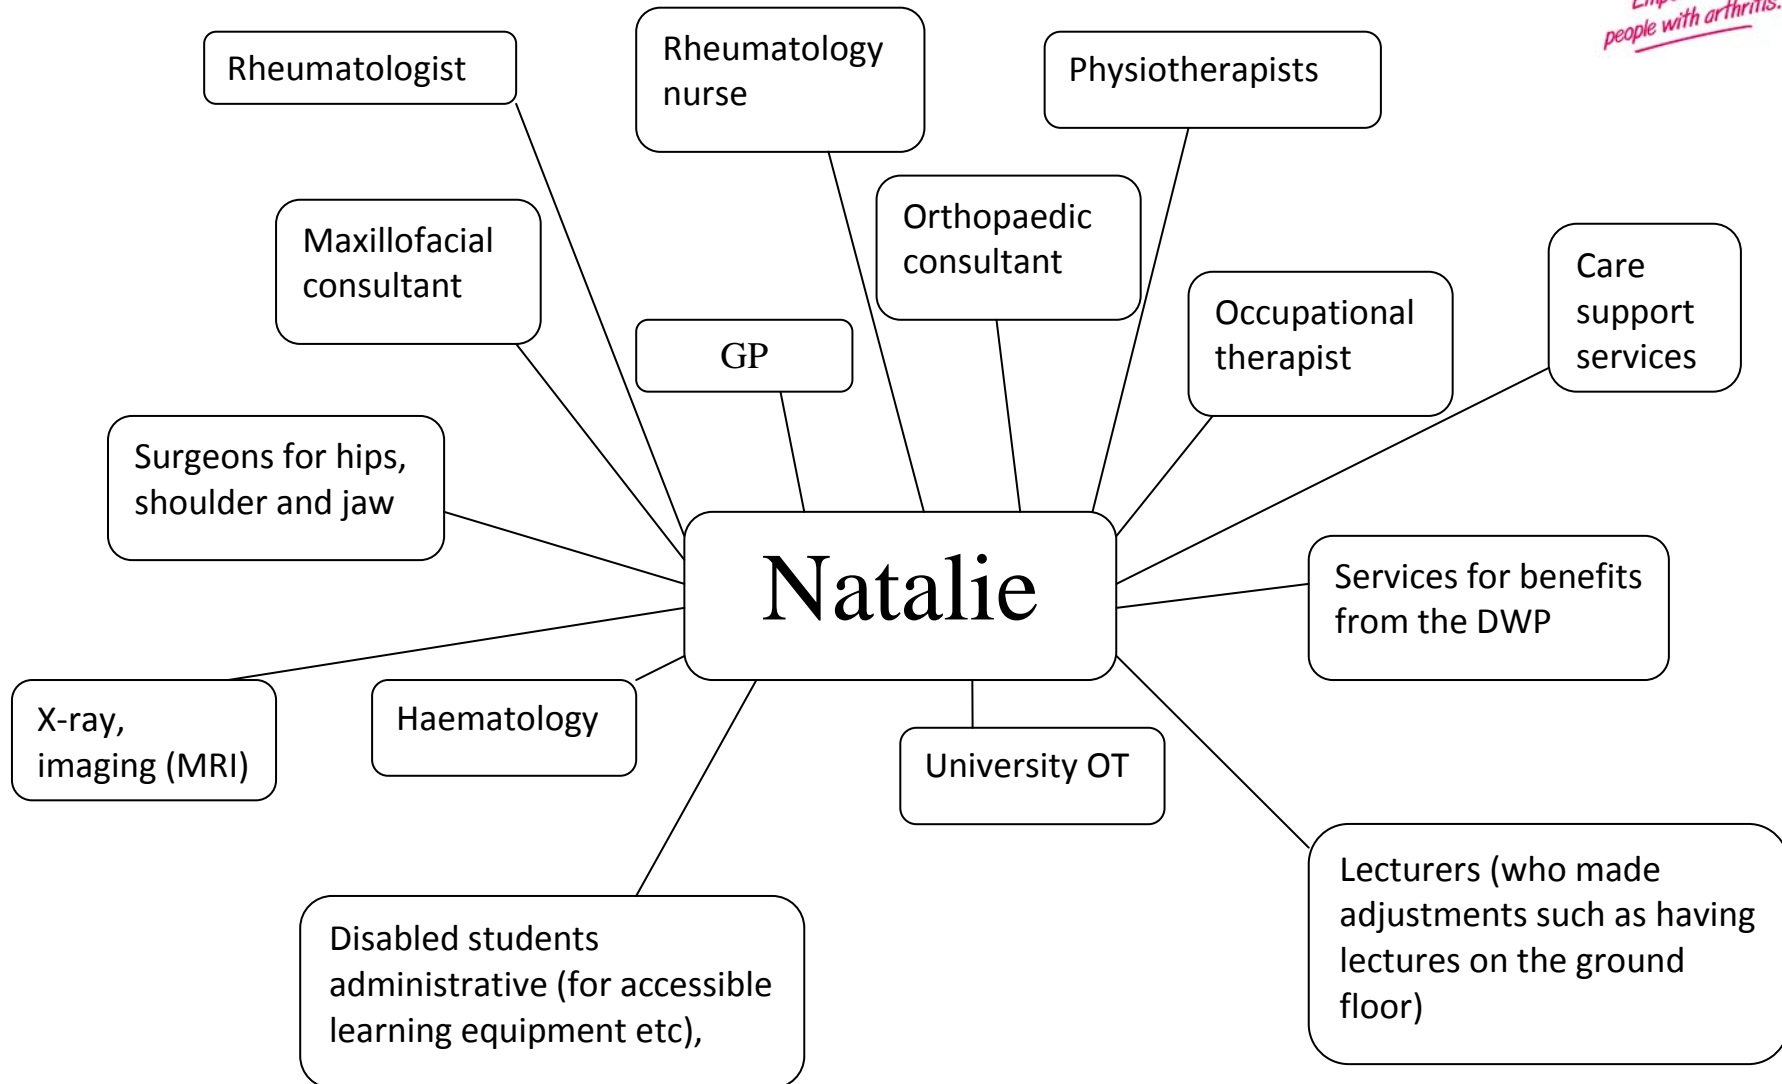 people with arthritis.
Rheumatologist
Rheumatology
nurse
Physiotherapists
Maxillofacial
consultant
Orthopaedic
consultant
Care
support
services
Occupational
therapist
GP
Surgeons for hips,
shoulder and jaw
Natalie
Services for benefits
from the DWP
X-ray,
imaging (MRI)
Haematology
University OT
Lecturers (who made
adjustments such as having
lectures on the ground
floor)
Disabled students
administrative (for accessible
learning equipment etc),